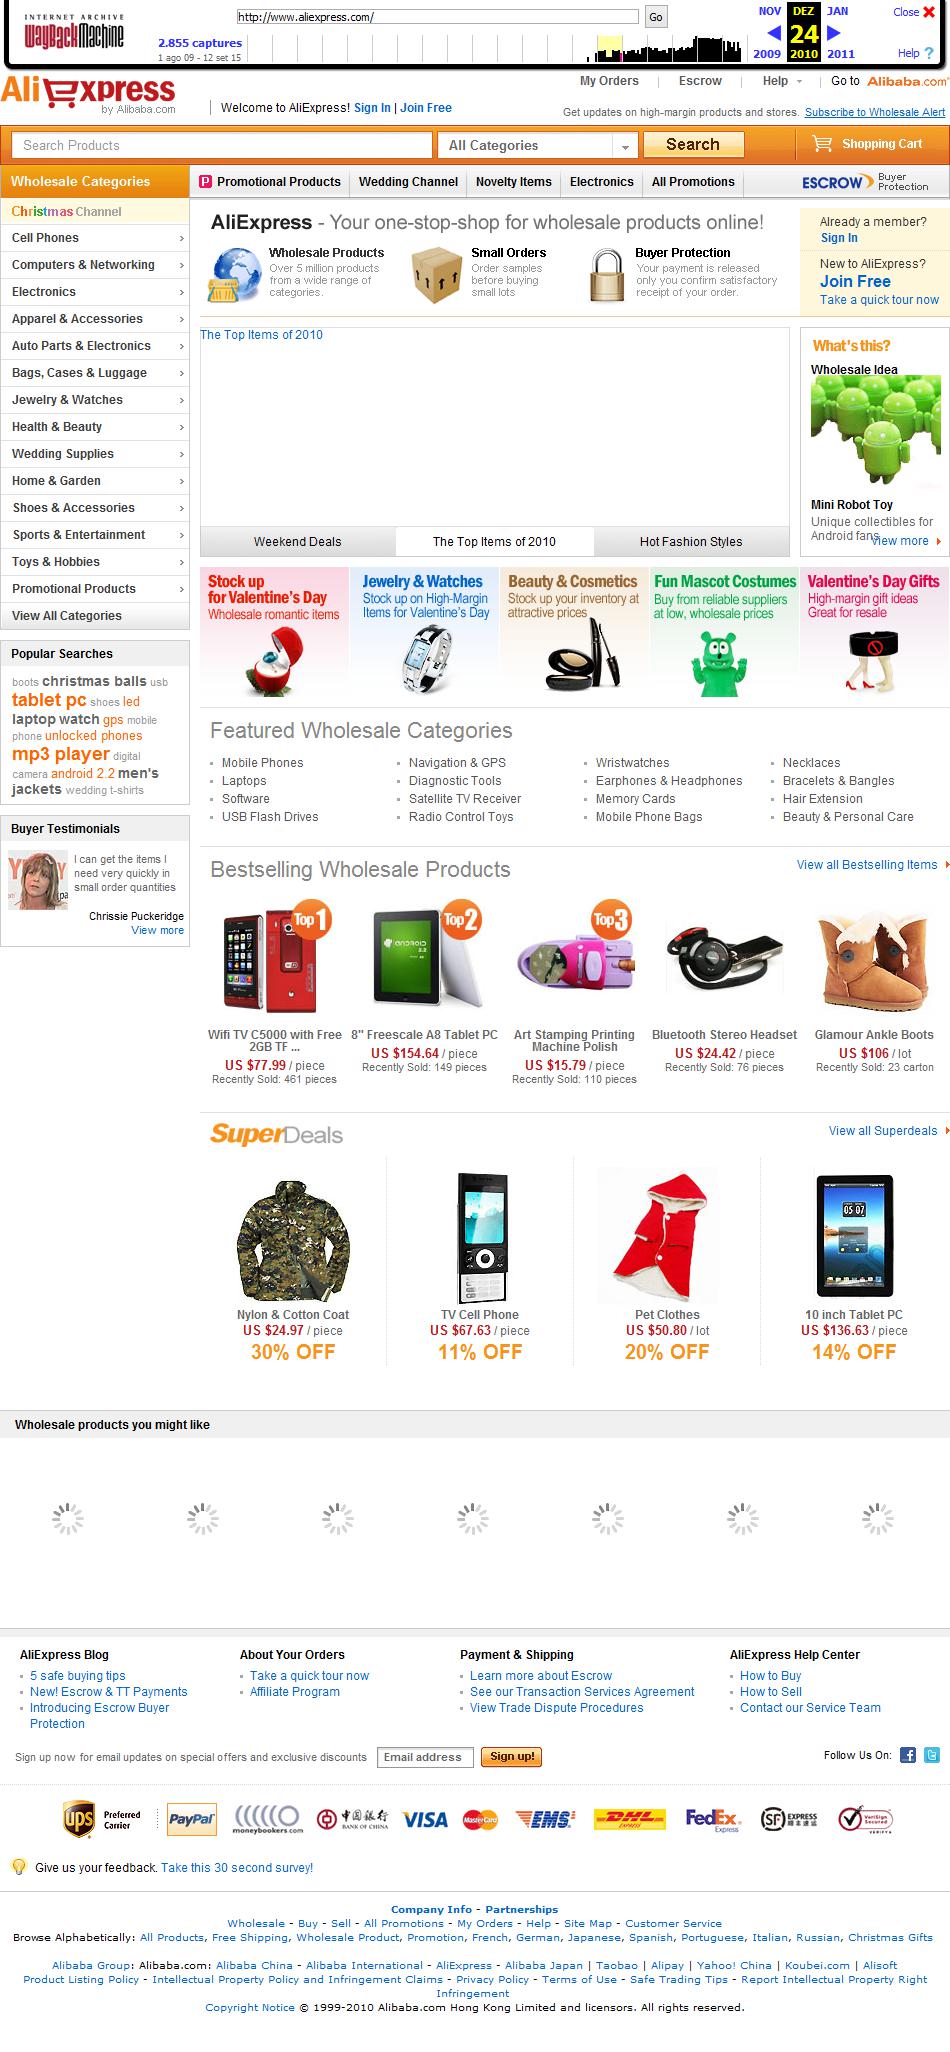 INTERNET ARCHIVE
WayBackMachine
http://www.aliexpress.com/
Go
2.855 captures
1 ago 09 - 12 set 15
NOV DEZ JAN
24
2009 2010 2011
Close
Help ?
AliExpress
by Alibaba.com
Welcome to AliExpress! Sign In | Join Free
My Orders | Escrow | Help | Go to Alibaba.com
Get updates on high-margin products and stores. Subscribe to Wholesale Alert
Search Products
All Categories
Search
Shopping Cart
Wholesale Categories
P Promotional Products
Wedding Channel
Novelty Items
Electronics
All Promotions
ESCROW Buyer Protection
Christmas Channel
Cell Phones
Computers & Networking
Electronics
Apparel & Accessories
Auto Parts & Electronics
Bags, Cases & Luggage
Jewelry & Watches
Health & Beauty
Wedding Supplies
Home & Garden
Shoes & Accessories
Sports & Entertainment
Toys & Hobbies
Promotional Products
View All Categories
Popular Searches
boots christmas balls usb
tablet pc shoes led
laptop watch gps mobile
phone unlocked phones
mp3 player digital
camera android 2.2 men's
jackets wedding t-shirts
Buyer Testimonials
I can get the items I
need very quickly in
small order quantities
Chrissie Puckeridge
View more
AliExpress - Your one-stop-shop for wholesale products online!
Wholesale Products
Over 5 million products
from a wide range of
categories.
Small Orders
Order samples
before buying
small lots
Buyer Protection
Your payment is released
only you confirm satisfactory
receipt of your order.
Already a member?
Sign In
New to AliExpress?
Join Free
Take a quick tour now
The Top Items of 2010
Weekend Deals
The Top Items of 2010
Hot Fashion Styles
What's this?
Wholesale Idea
Mini Robot Toy
Unique collectibles for
Android fans
View more
Stock up
for Valentine's Day
Wholesale romantic items
Jewelry & Watches
Stock up on High-Margin
Items for Valentine's Day
Beauty & Cosmetics
Stock up your inventory at
attractive prices
Fun Mascot Costumes
Buy from reliable suppliers
at low, wholesale prices
Valentine's Day Gifts
High-margin gift ideas
Great for resale
Featured Wholesale Categories
Mobile Phones
Laptops
Software
USB Flash Drives
Navigation & GPS
Diagnostic Tools
Satellite TV Receiver
Radio Control Toys
Wristwatches
Earphones & Headphones
Memory Cards
Mobile Phone Bags
Necklaces
Bracelets & Bangles
Hair Extension
Beauty & Personal Care
Bestselling Wholesale Products
View all Bestselling Items
Top1
Wifi TV C5000 with Free
2GB TF ...
US $77.99 / piece
Recently Sold: 461 pieces
Top2
ANDROID
2.2
8" Freescale A8 Tablet PC
US $154.64 / piece
Recently Sold: 149 pieces
Top3
Art Stamping Printing
Machine Polish
US $15.79 / piece
Recently Sold: 110 pieces
Bluetooth Stereo Headset
US $24.42 / piece
Recently Sold: 76 pieces
Glamour Ankle Boots
US $106 / lot
Recently Sold: 23 carton
SuperDeals
View all Superdeals
Nylon & Cotton Coat
US $24.97 / piece
30% OFF
TV Cell Phone
US $67.63 / piece
11% OFF
Pet Clothes
US $50.80 / lot
20% OFF
05 07
10 inch Tablet PC
US $136.63 / piece
14% OFF
Wholesale products you might like
AliExpress Blog
5 safe buying tips
New! Escrow & TT Payments
Introducing Escrow Buyer
Protection
About Your Orders
Take a quick tour now
Affiliate Program
Payment & Shipping
Learn more about Escrow
See our Transaction Services Agreement
View Trade Dispute Procedures
AliExpress Help Center
How to Buy
How to Sell
Contact our Service Team
Sign up now for email updates on special offers and exclusive discounts
Email address
Sign up!
Follow Us On:
ups Preferred
Carrier
PayPal
moneybookers.com
中国銀行
BANK OF CHINA
VISA
MasterCard
EMS
DHL
EXPRESS
FedEx
Express
SF EXPRESS
VeriSign
Secured
VERIFY
Give us your feedback. Take this 30 second survey!
Company Info - Partnerships
Wholesale - Buy - Sell - All Promotions - My Orders - Help - Site Map - Customer Service
Browse Alphabetically: All Products, Free Shipping, Wholesale Product, Promotion, French, German, Japanese, Spanish, Portuguese, Italian, Russian, Christmas Gifts
Alibaba Group: Alibaba.com: Alibaba China - Alibaba International - AliExpress - Alibaba Japan | Taobao | Alipay | Yahoo! China | Koubei.com | Alisoft
Product Listing Policy - Intellectual Property Policy and Infringement Claims - Privacy Policy - Terms of Use - Safe Trading Tips - Report Intellectual Property Right
Infringement
Copyright Notice © 1999-2010 Alibaba.com Hong Kong Limited and licensors. All rights reserved.